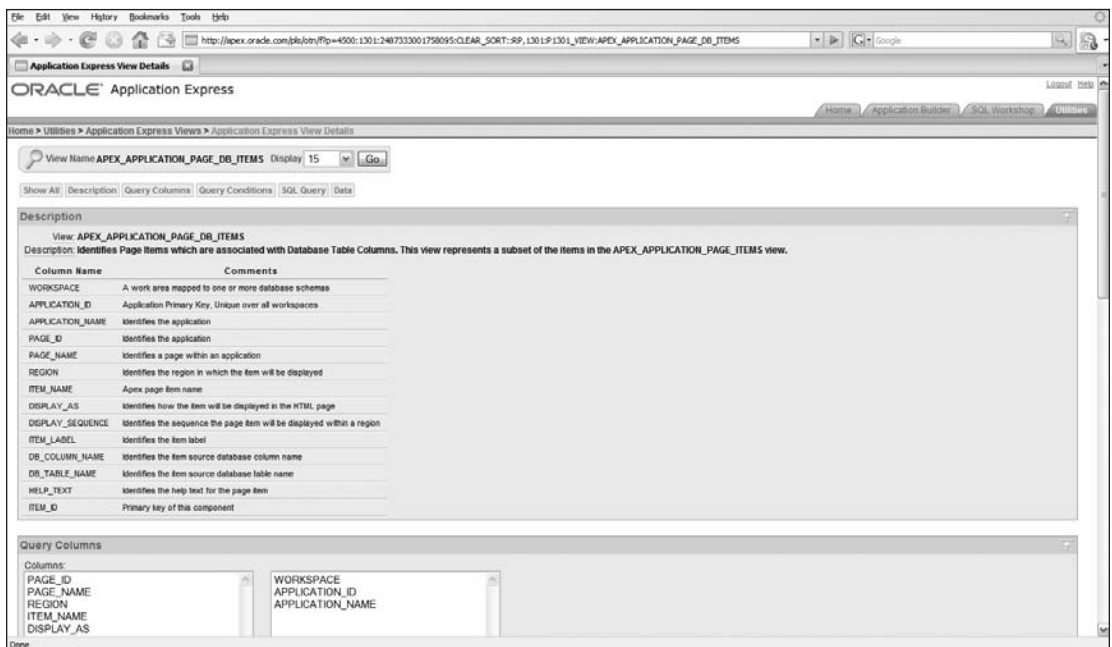 File Edit View History Bookmarks Tools Help
http://apex.oracle.com/pls/otn/f?p=4500:1301:2487333001758095:CLEAR_SORT::RP,1301:P1301_VIEW:APEX_APPLICATION_PAGE_DB_ITEMS
Google
Application Express View Details
ORACLE Application Express
Logout Help
Home Application Builder SQL Workshop Utilities
Home > Utilities > Application Express Views > Application Express View Details
View Name APEX_APPLICATION_PAGE_DB_ITEMS Display 15 Go
Show All Description Query Columns Query Conditions SQL Query Data
Description
View: APEX_APPLICATION_PAGE_DB_ITEMS
Description: Identifies Page Items which are associated with Database Table Columns. This view represents a subset of the items in the APEX_APPLICATION_PAGE_ITEMS view.
Column Name Comments
WORKSPACE A work area mapped to one or more database schemas
APPLICATION_ID Application Primary Key, Unique over all workspaces
APPLICATION_NAME Identifies the application
PAGE_ID Identifies the application
PAGE_NAME Identifies a page within an application
REGION Identifies the region in which the item will be displayed
ITEM_NAME Apex page item name
DISPLAY_AS Identifies how the item will be displayed in the HTML page
DISPLAY_SEQUENCE Identifies the sequence the page item will be displayed within a region
ITEM_LABEL Identifies the item label
DB_COLUMN_NAME Identifies the item source database column name
DB_TABLE_NAME Identifies the item source database table name
HELP_TEXT Identifies the help text for the page item
ITEM_ID Primary key of this component
Query Columns
Columns:
PAGE_ID
PAGE_NAME
REGION
ITEM_NAME
DISPLAY_AS
WORKSPACE
APPLICATION_ID
APPLICATION_NAME
Done